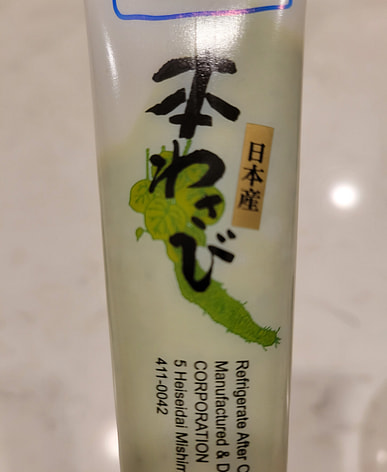 本わさび
日本産
Refrigerate After
Manufactured &
CORPORATION
5 Heiseidai
411-0042